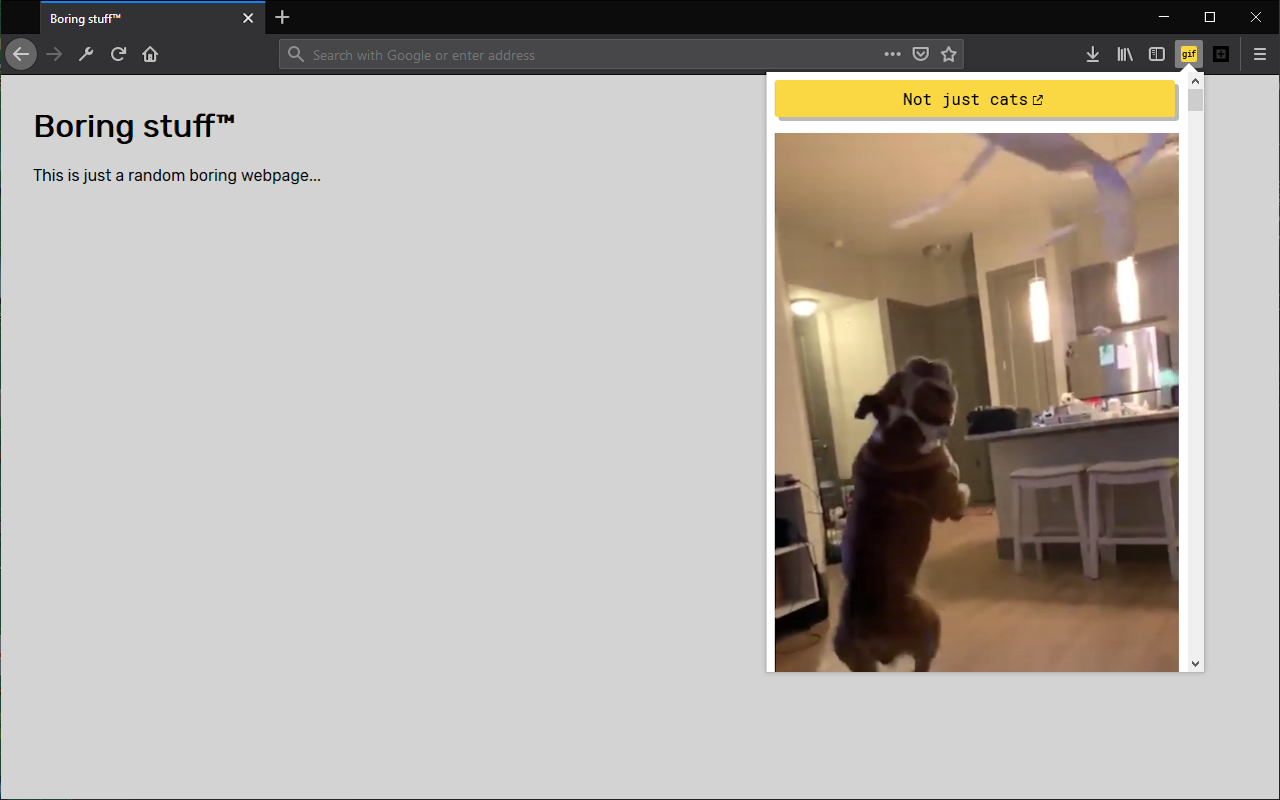 Boring stuff™
Search with Google or enter address
gif
Not just cats
Boring stuff™
This is just a random boring webpage...